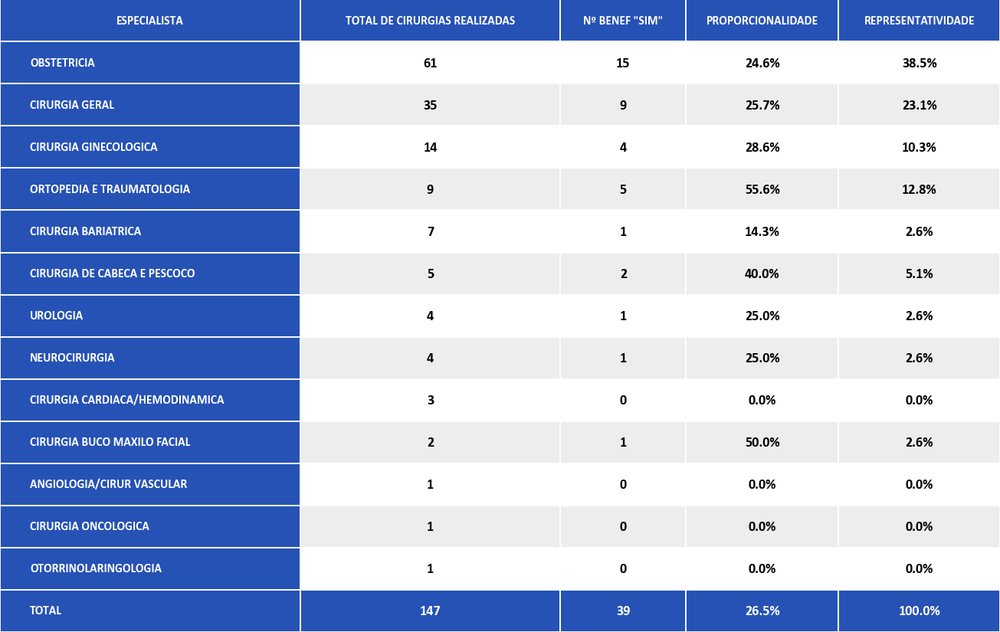 ESPECIALISTA TOTAL DE CIRURGIAS REALIZADAS Nº BENEF "SIM" PROPORCIONALIDADE REPRESENTATIVIDADE
OBSTETRICIA 61 15 24.6% 38.5%
CIRURGIA GERAL 35 9 25.7% 23.1%
CIRURGIA GINECOLOGICA 14 4 28.6% 10.3%
ORTOPEDIA E TRAUMATOLOGIA 9 5 55.6% 12.8%
CIRURGIA BARIATRICA 7 1 14.3% 2.6%
CIRURGIA DE CABECA E PESCOCO 5 2 40.0% 5.1%
UROLOGIA 4 1 25.0% 2.6%
NEUROCIRURGIA 4 1 25.0% 2.6%
CIRURGIA CARDIACA/HEMODINAMICA 3 0 0.0% 0.0%
CIRURGIA BUCO MAXILO FACIAL 2 1 50.0% 2.6%
ANGIOLOGIA/CIRUR VASCULAR 1 0 0.0% 0.0%
CIRURGIA ONCOLOGICA 1 0 0.0% 0.0%
OTORRINOLARINGOLOGIA 1 0 0.0% 0.0%
TOTAL 147 39 26.5% 100.0%